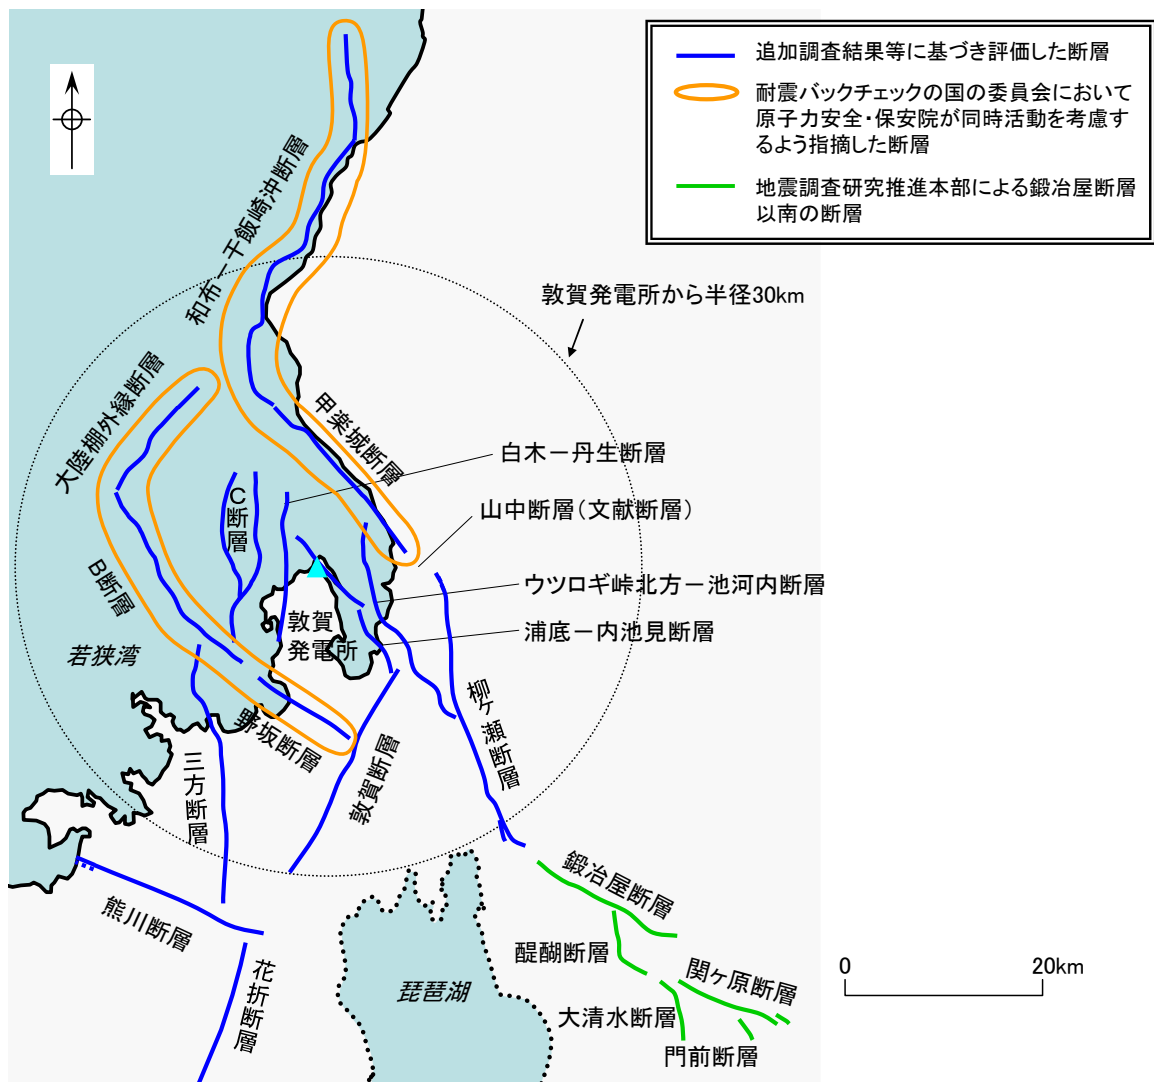 追加調査結果等に基づき評価した断層
耐震バックチェックの国の委員会において
原子力安全・保安院が同時活動を考慮す
るよう指摘した断層
地震調査研究推進本部による鍛冶屋断層
以南の断層
和布－干飯崎沖断層
敦賀発電所から半径30km
大陸棚外縁断層
甲楽城断層
白木－丹生断層
C断層
山中断層（文献断層）
B断層
ウツロギ峠北方－池河内断層
敦賀
発電所
浦底－内池見断層
若狭湾
柳ヶ瀬断層
野坂断層
三方断層
敦賀断層
鍛冶屋断層
熊川断層
醍醐断層
関ヶ原断層
0
20km
花折断層
琵琶湖
大清水断層
門前断層